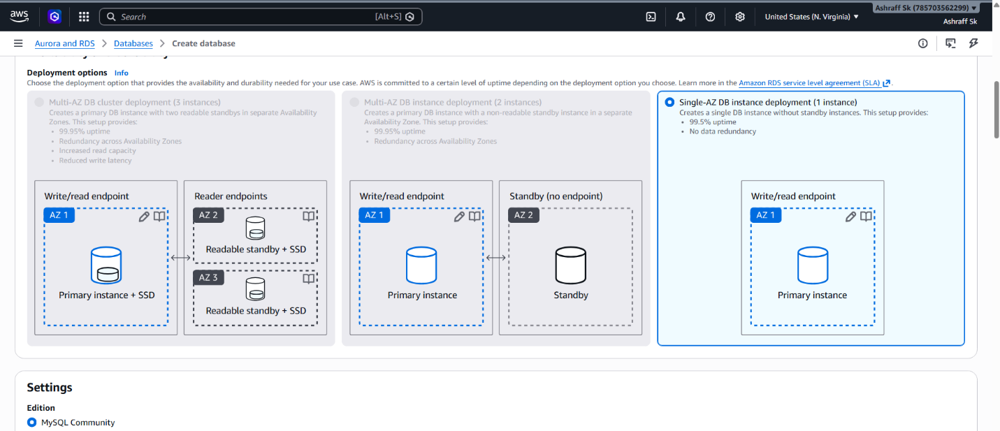 aws
Search
[Alt+S]
United States (N. Virginia)
Ashraff Sk (785703562299)
Ashraff Sk
Aurora and RDS
Databases
Create database
Deployment options Info
Choose the deployment option that provides the availability and durability needed for your use case. AWS is committed to a certain level of uptime depending on the deployment option you choose. Learn more in the Amazon RDS service level agreement (SLA).
Multi-AZ DB cluster deployment (3 instances)
Creates a primary DB instance with two readable standbys in separate Availability
Zones. This setup provides:
• 99.95% uptime
• Redundancy across Availability Zones
• Increased read capacity
• Reduced write latency
Write/read endpoint
AZ 1
Primary instance + SSD
Reader endpoints
AZ 2
Readable standby + SSD
AZ 3
Readable standby + SSD
Multi-AZ DB instance deployment (2 instances)
Creates a primary DB instance with a non-readable standby instance in a separate
Availability Zone. This setup provides:
• 99.95% uptime
• Redundancy across Availability Zones
Write/read endpoint
AZ 1
Primary instance
Standby (no endpoint)
AZ 2
Standby
Single-AZ DB instance deployment (1 instance)
Creates a single DB instance without standby instances. This setup provides:
• 99.5% uptime
• No data redundancy
Write/read endpoint
AZ 1
Primary instance
Settings
Edition
MySQL Community